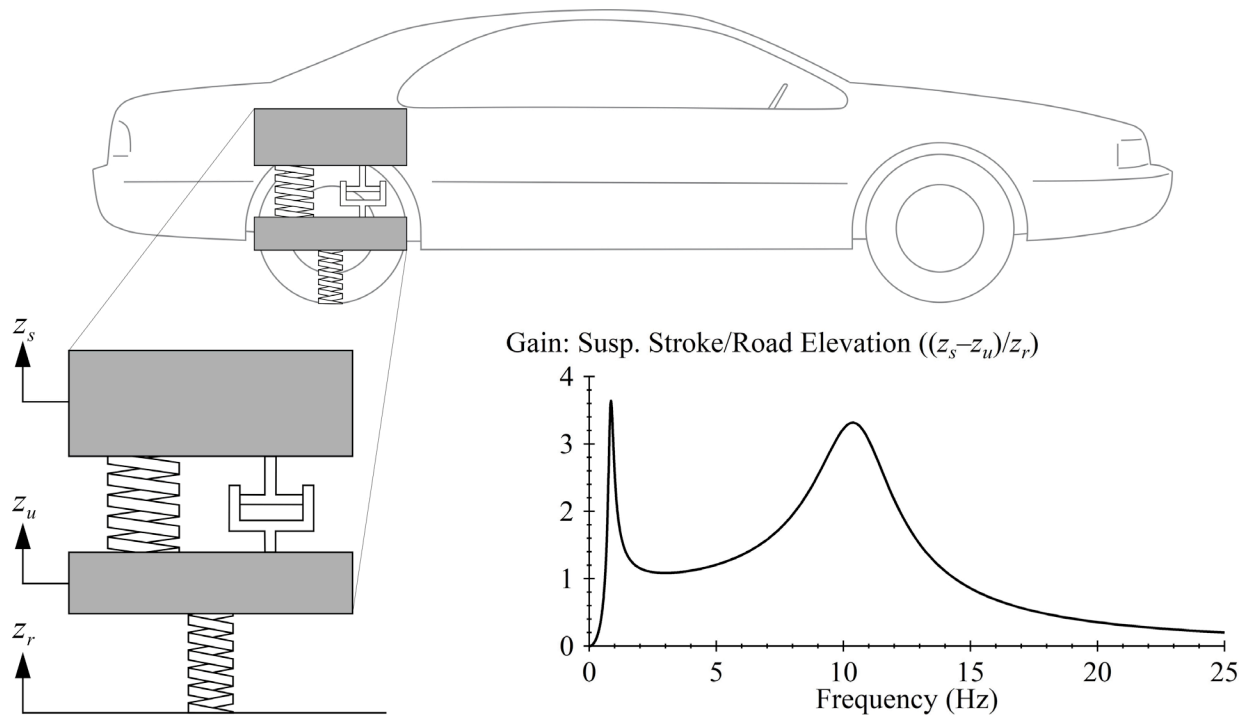 z_s
z_u
z_r
Gain: Susp. Stroke/Road Elevation ((z_s–z_u)/z_r)
4
3
2
1
0
0 5 10 15 20 25
Frequency (Hz)